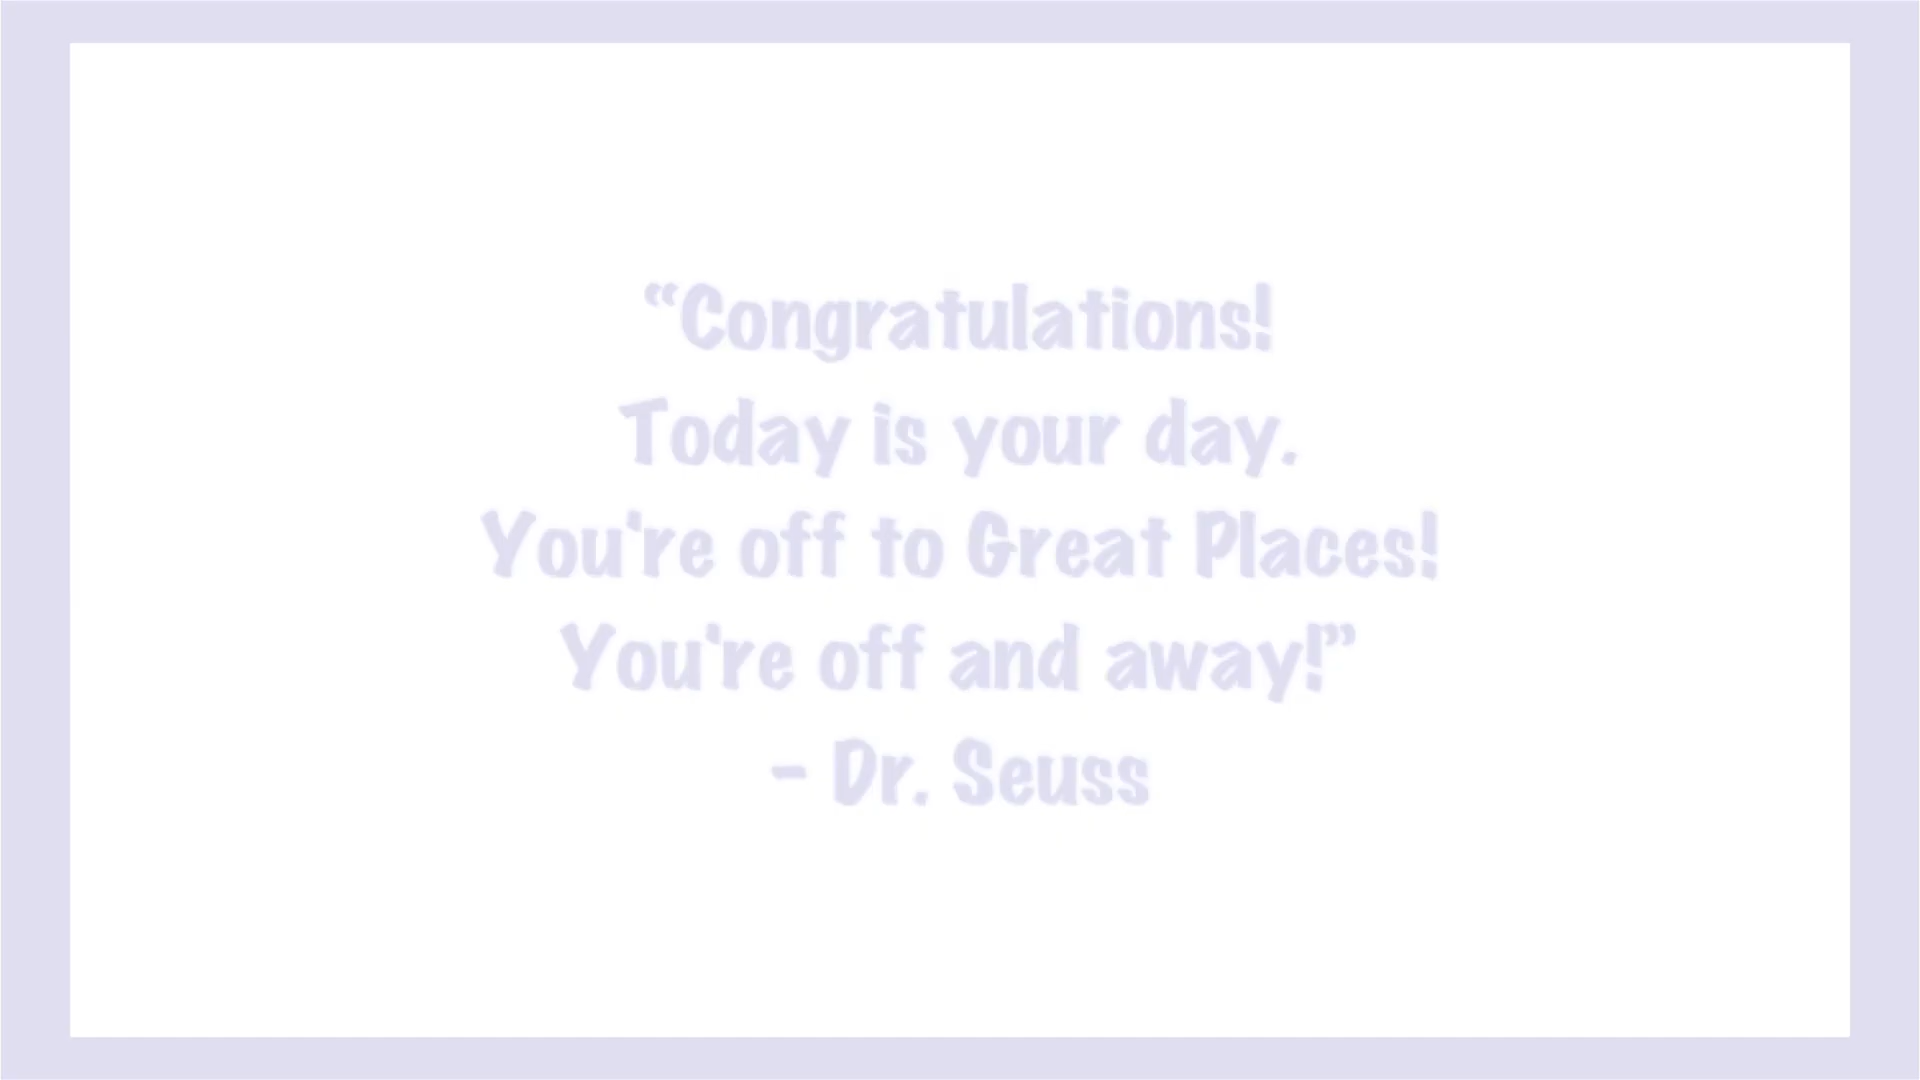 “Congratulations!
Today is your day.
You're off to Great Places!
You're off and away!”
- Dr. Seuss